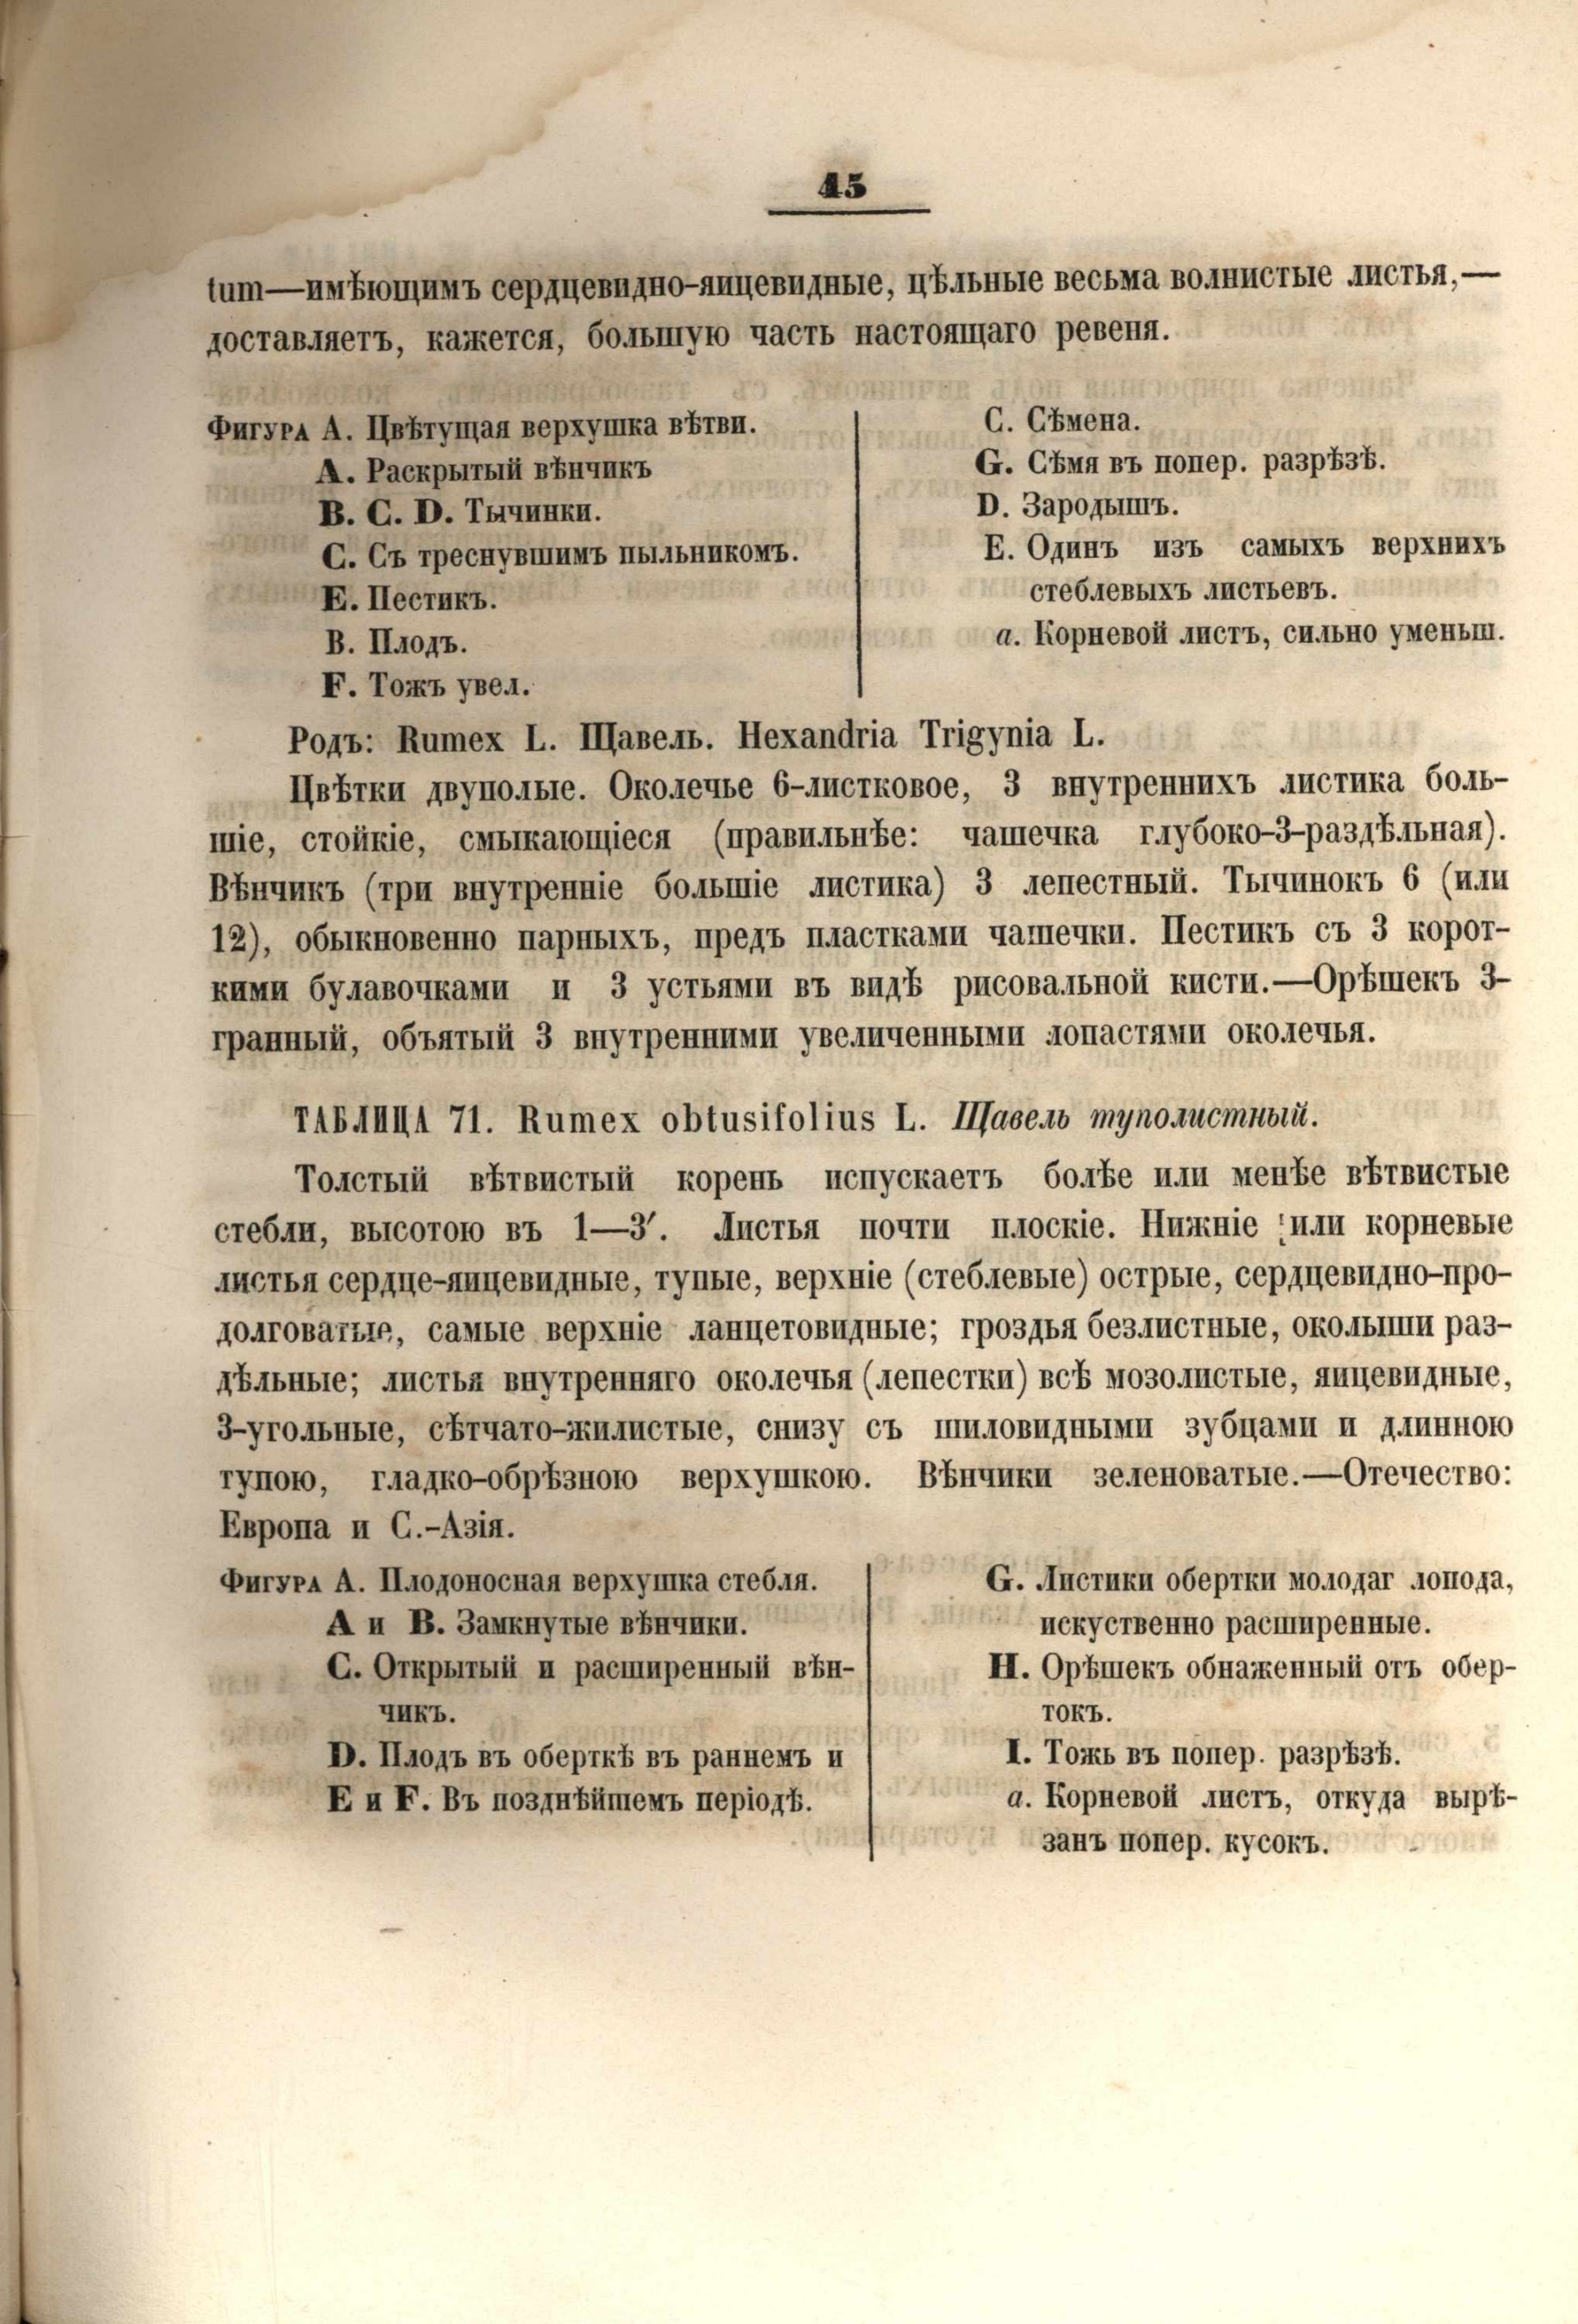 45
tum—имѣющимъ сердцевидно-яицевидные, цѣльные весьма волнистые листья,—
доставляетъ, кажется, большую часть настоящаго ревеня.
Фигура А. Цвѣтущая верхушка вѣтви.
A. Раскрытый вѣнчикъ
B. C. D. Тычинки.
C. Съ треснувшимъ пыльникомъ.
E. Пестикъ.
B. Плодъ.
F. Тожъ увел.
C. Сѣмена.
G. Сѣмя въ попер. разрѣзѣ.
D. Зародышъ.
E. Одинъ изъ самыхъ верхнихъ
стеблевыхъ листьевъ.
a. Корневой листъ, сильно уменьш.
Родъ: Rumex L. Щавель. Hexandria Trigynia L.
Цвѣтки двуполые. Околечье 6-листковое, 3 внутреннихъ листика боль-
шіе, стойкіе, смыкающіеся (правильнѣе: чашечка глубоко-3-раздѣльная).
Вѣнчикъ (три внутренніе большіе листика) 3 лепестный. Тычинокъ 6 (или
12), обыкновенно парныхъ, предъ пластками чашечки. Пестикъ съ 3 корот-
кими булавочками и 3 устьями въ видѣ рисовальной кисти.—Орѣшекъ 3-
гранный, объятый 3 внутренними увеличенными лопастями околечья.
ТАБЛИЦА 71. Rumex obtusifolius L. Щавель туполистный.
Толстый вѣтвистый корень испускаетъ болѣе или менѣе вѣтвистые
стебли, высотою въ 1—3′. Листья почти плоскіе. Нижніе или корневые
листья сердце-яицевидные, тупые, верхніе (стеблевые) острые, сердцевидно-про-
долговатые, самые верхніе ланцетовидные; гроздья безлистные, околыши раз-
дѣльные; листья внутренняго околечья (лепестки) всѣ мозолистые, яицевидные,
3-угольные, сѣтчато-жилистые, снизу съ шиловидными зубцами и длинною
тупою, гладко-обрѣзною верхушкою. Вѣнчики зеленоватые.—Отечество:
Европа и С.-Азія.
Фигура А. Плодоносная верхушка стебля.
A и B. Замкнутые вѣнчики.
C. Открытый и расширенный вѣн-
чикъ.
D. Плодъ въ оберткѣ въ раннемъ и
E и F. Въ позднѣйшемъ періодѣ.
G. Листики обертки молодаг лопода,
искуственно расширенные.
H. Орѣшекъ обнаженный отъ обер-
токъ.
I. Тожь въ попер. разрѣзѣ.
a. Корневой листъ, откуда вырѣ-
занъ попер. кусокъ.